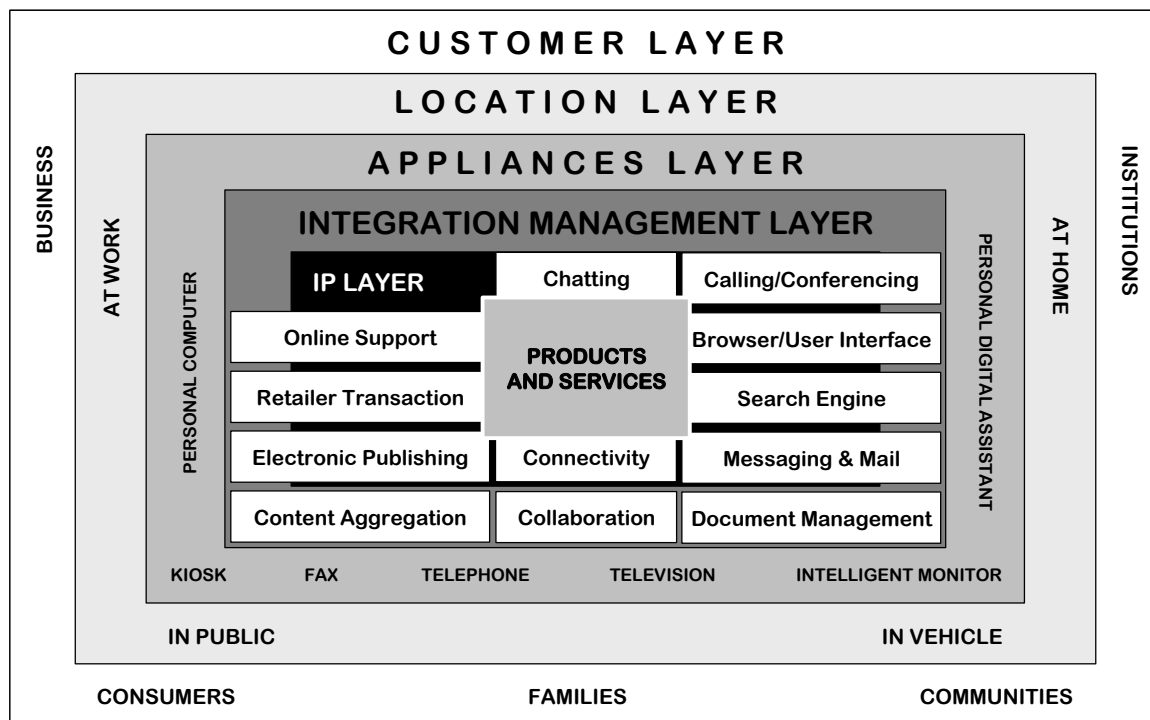 CUSTOMER LAYER
LOCATION LAYER
APPLIANCES LAYER
INTEGRATION MANAGEMENT LAYER
BUSINESS
AT WORK
PERSONAL COMPUTER
IP LAYER
Chatting
Calling/Conferencing
Online Support
PRODUCTS
AND SERVICES
Browser/User Interface
Retailer Transaction
Search Engine
Electronic Publishing
Connectivity
Messaging & Mail
Content Aggregation
Collaboration
Document Management
PERSONAL DIGITAL ASSISTANT
AT HOME
INSTITUTIONS
KIOSK
FAX
TELEPHONE
TELEVISION
INTELLIGENT MONITOR
IN PUBLIC
IN VEHICLE
CONSUMERS
FAMILIES
COMMUNITIES